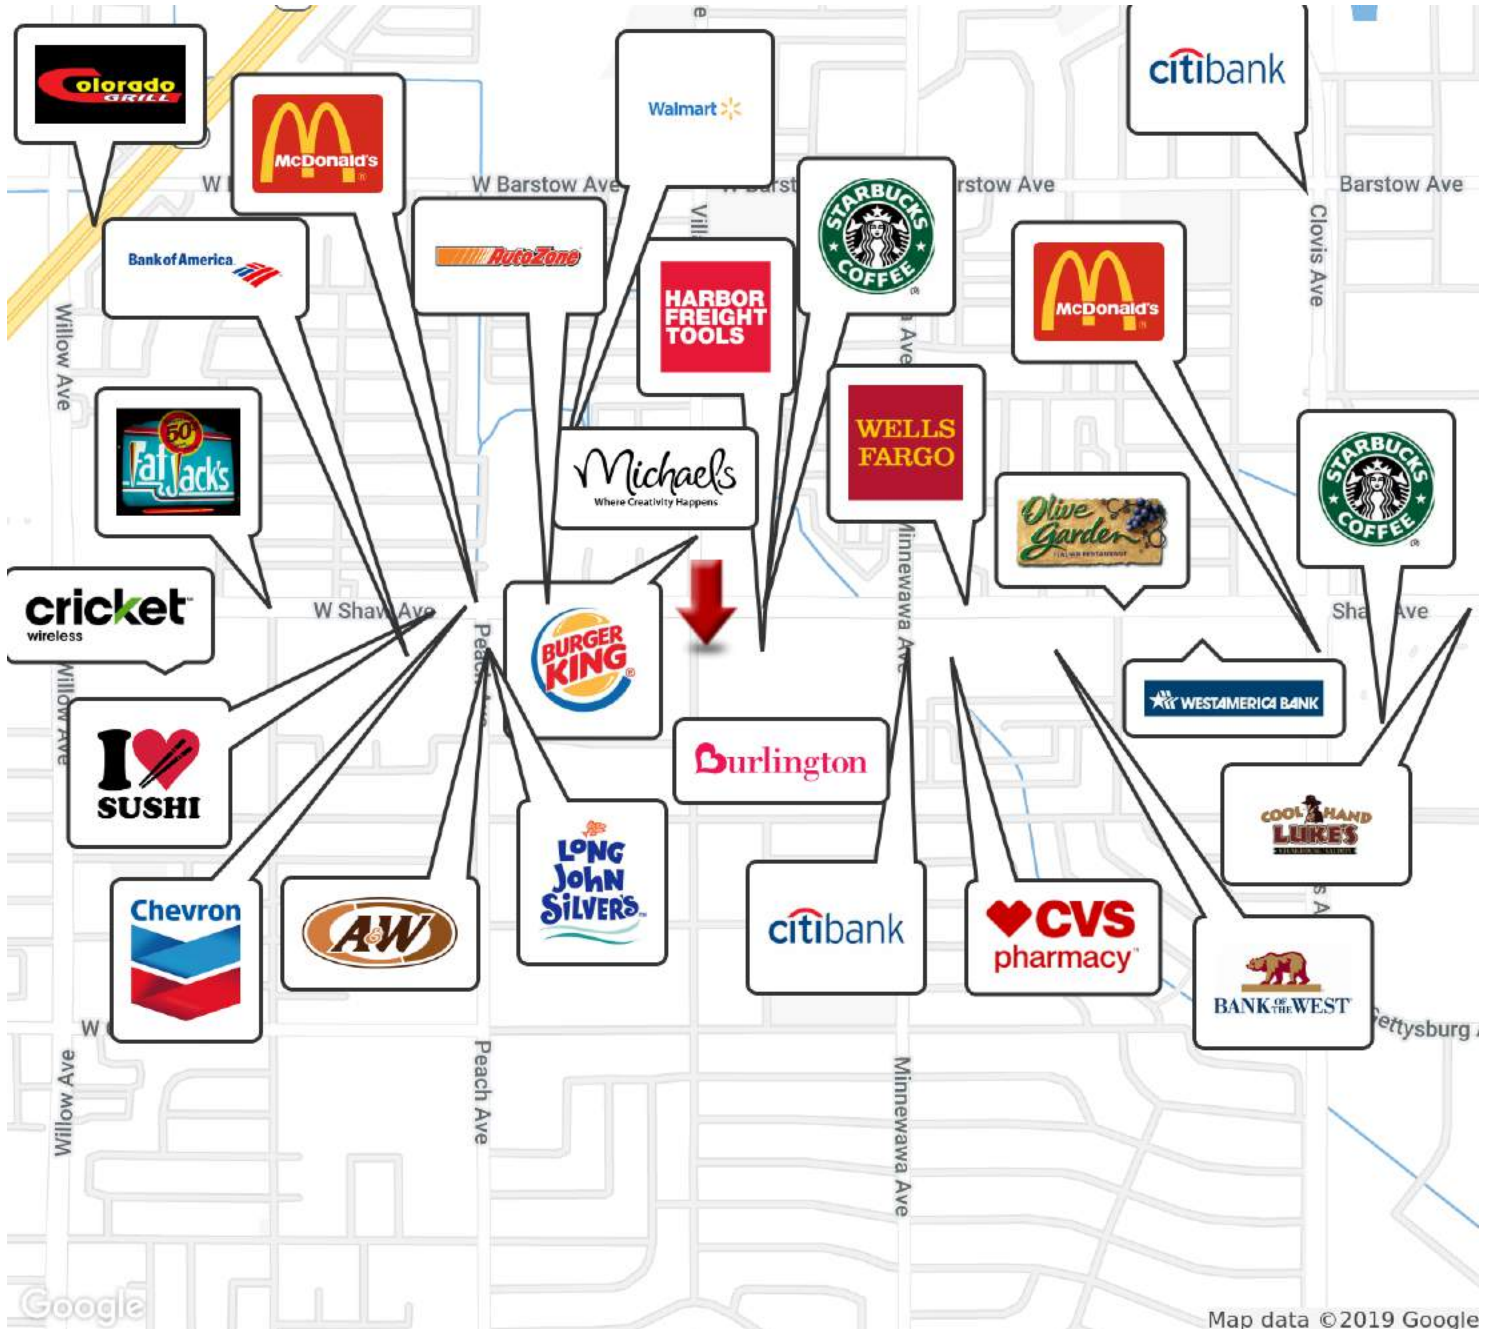 Colorado
GRILL
McDonald's
Walmart
citibank
W Barstow Ave
Barstow Ave
Clovis Ave
Bank of America
AutoZone
HARBOR
FREIGHT
TOOLS
STARBUCKS
COFFEE
McDonald's
Willow Ave
50's
Fat Jack's
Michaels
Where Creativity Happens
WELLS
FARGO
Olive
Garden
ITALIAN RESTAURANT
STARBUCKS
COFFEE
cricket
wireless
W Shaw Ave
Peach Ave
Minnewawa Ave
BURGER
KING
WESTAMERICA BANK
Willow Ave
I
SUSHI
Burlington
COOL HAND
LUKE'S
Chevron
A&W
LONG
JOHN
SILVER'S
citibank
CVS
pharmacy
BANK OF THE WEST
Gettysburg
Willow Ave
Peach Ave
Minnewawa Ave
Google
Map data ©2019 Google